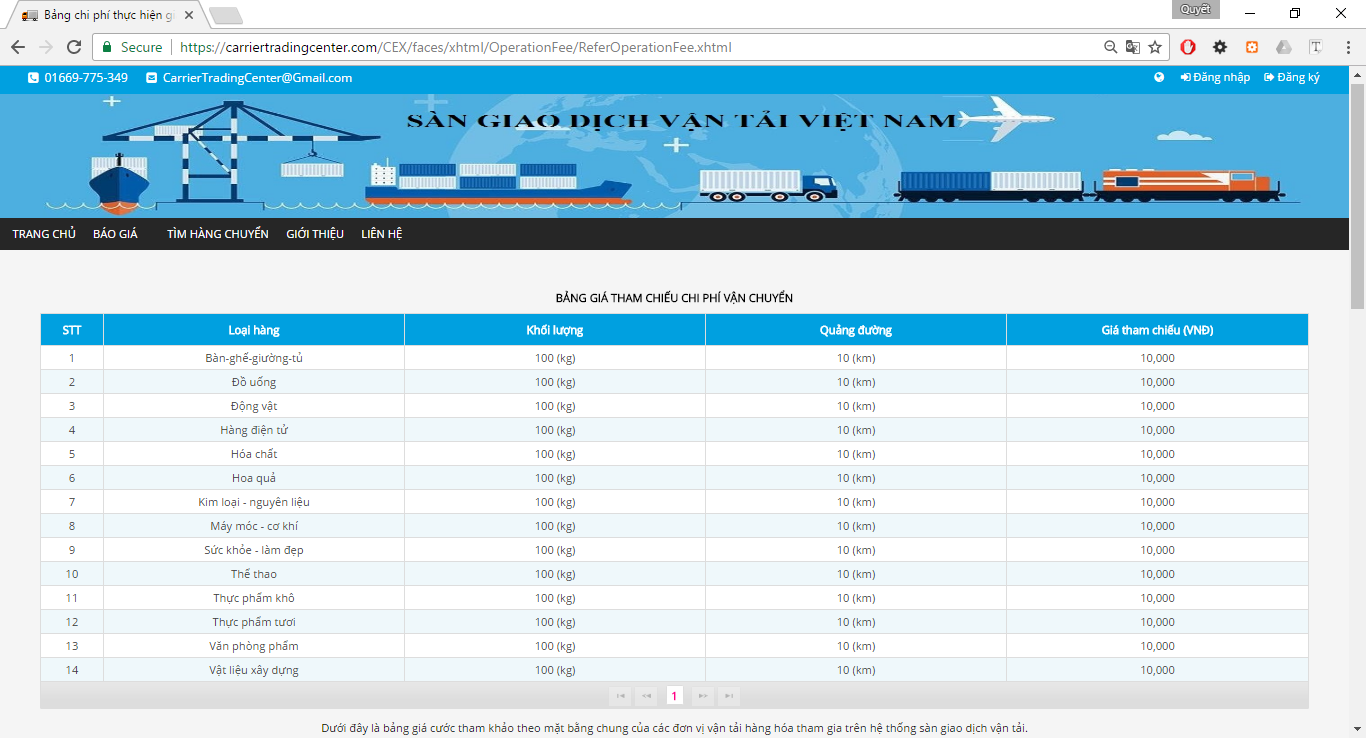 Bảng chi phí thực hiện gi
Quyết
Secure
https://carriertradingcenter.com/CEX/faces/xhtml/OperationFee/ReferOperationFee.xhtml
01669-775-349 CarrierTradingCenter@Gmail.com Đăng nhập Đăng ký
SÀN GIAO DỊCH VẬN TẢI VIỆT NAM
TRANG CHỦ BÁO GIÁ TÌM HÀNG CHUYỂN GIỚI THIỆU LIÊN HỆ
BẢNG GIÁ THAM CHIẾU CHI PHÍ VẬN CHUYỂN
STT Loại hàng Khối lượng Quảng đường Giá tham chiếu (VNĐ)
1 Bàn-ghế-giường-tủ 100 (kg) 10 (km) 10,000
2 Đồ uống 100 (kg) 10 (km) 10,000
3 Động vật 100 (kg) 10 (km) 10,000
4 Hàng điện tử 100 (kg) 10 (km) 10,000
5 Hóa chất 100 (kg) 10 (km) 10,000
6 Hoa quả 100 (kg) 10 (km) 10,000
7 Kim loại - nguyên liệu 100 (kg) 10 (km) 10,000
8 Máy móc - cơ khí 100 (kg) 10 (km) 10,000
9 Sức khỏe - làm đẹp 100 (kg) 10 (km) 10,000
10 Thể thao 100 (kg) 10 (km) 10,000
11 Thực phẩm khô 100 (kg) 10 (km) 10,000
12 Thực phẩm tươi 100 (kg) 10 (km) 10,000
13 Văn phòng phẩm 100 (kg) 10 (km) 10,000
14 Vật liệu xây dựng 100 (kg) 10 (km) 10,000
1
Dưới đây là bảng giá cước tham khảo theo mặt bằng chung của các đơn vị vận tải hàng hóa tham gia trên hệ thống sàn giao dịch vận tải.